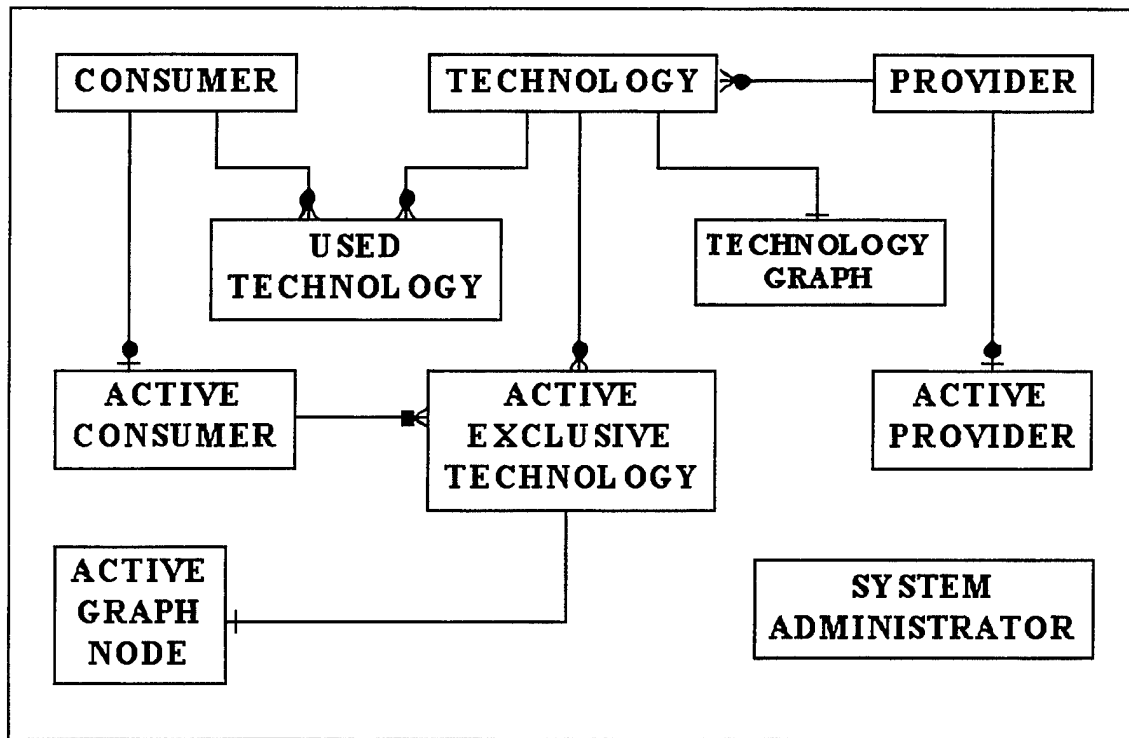 CONSUMER
TECHNOLOGY
PROVIDER
USED
TECHNOLOGY
TECHNOLOGY
GRAPH
ACTIVE
CONSUMER
ACTIVE
EXCLUSIVE
TECHNOLOGY
ACTIVE
PROVIDER
ACTIVE
GRAPH
NODE
SYSTEM
ADMINISTRATOR